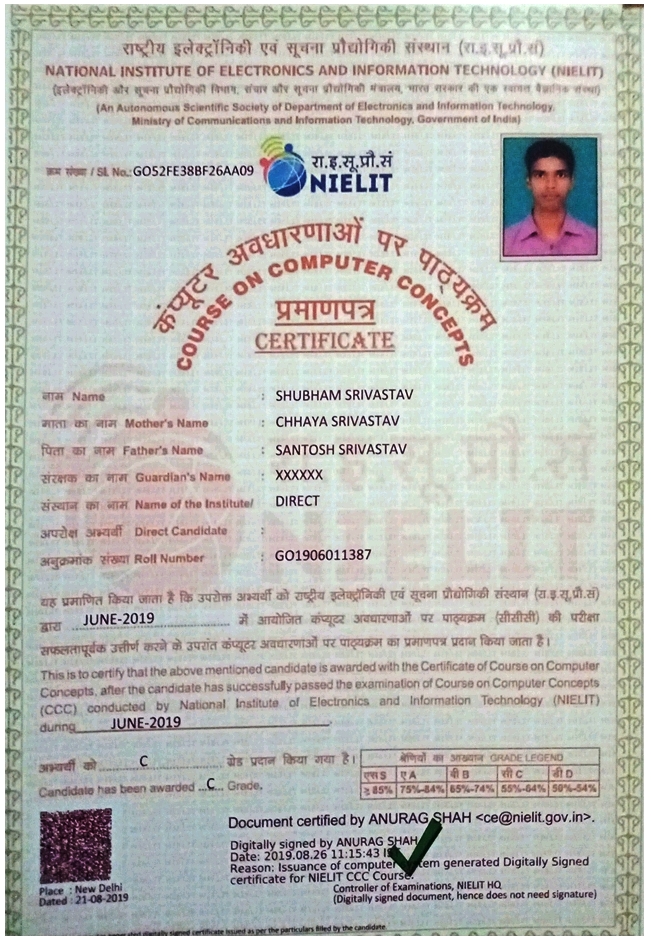 राष्ट्रीय इलेक्ट्रॉनिकी एवं सूचना प्रौद्योगिकी संस्थान (रा.इ.सू.प्रौ.सं)
NATIONAL INSTITUTE OF ELECTRONICS AND INFORMATION TECHNOLOGY (NIELIT)
(इलेक्ट्रॉनिकी और सूचना प्रौद्योगिकी विभाग, संचार और सूचना प्रौद्योगिकी मंत्रालय, भारत सरकार की एक स्वायत्त वैज्ञानिक संस्था)
(An Autonomous Scientific Society of Department of Electronics and Information Technology,
Ministry of Communications and Information Technology, Government of India)
क्रम संख्या / SI. No.: GO52FE38BF26AA09
रा.इ.सू.प्रौ.सं
NIELIT
कंप्यूटर अवधारणाओं पर पाठ्यक्रम
COURSE ON COMPUTER CONCEPTS
प्रमाणपत्र
CERTIFICATE
नाम Name : SHUBHAM SRIVASTAV
माता का नाम Mother's Name : CHHAYA SRIVASTAV
पिता का नाम Father's Name : SANTOSH SRIVASTAV
संरक्षक का नाम Guardian's Name : XXXXXX
संस्थान का नाम Name of the Institute/ : DIRECT
अपरोक्ष अभ्यर्थी Direct Candidate :
अनुक्रमांक संख्या Roll Number : GO1906011387
रा.इ.सू.प्रौ.सं
NIELIT
यह प्रमाणित किया जाता है कि उपरोक्त अभ्यर्थी को राष्ट्रीय इलेक्ट्रॉनिकी एवं सूचना प्रौद्योगिकी संस्थान (रा.इ.सू.प्रौ.सं)
द्वारा JUNE-2019 में आयोजित कंप्यूटर अवधारणाओं पर पाठ्यक्रम (सीसीसी) की परीक्षा
सफलतापूर्वक उत्तीर्ण करने के उपरांत कंप्यूटर अवधारणाओं पर पाठ्यक्रम का प्रमाणपत्र प्रदान किया जाता है।
This is to certify that the above mentioned candidate is awarded with the Certificate of Course on Computer
Concepts, after the candidate has successfully passed the examination of Course on Computer Concepts
(CCC) conducted by National Institute of Electronics and Information Technology (NIELIT)
during JUNE-2019.
अभ्यर्थी को C ग्रेड प्रदान किया गया है।
Candidate has been awarded C Grade.
श्रेणियों का आख्यान GRADE LEGEND
एस S ए A बी B सी C डी D
≥ 85% 75%-84% 65%-74% 55%-64% 50%-54%
Document certified by ANURAG SHAH <ce@nielit.gov.in>.
Digitally signed by ANURAG SHAH
Date: 2019.08.26 11:15:43
Reason: Issuance of computer generated Digitally Signed
certificate for NIELIT CCC Course.
Controller of Examinations, NIELIT HQ
(Digitally signed document, hence does not need signature)
Place : New Delhi
Dated : 21-08-2019
generated digitally signed certificate issued as per the particulars filled by the candidate.